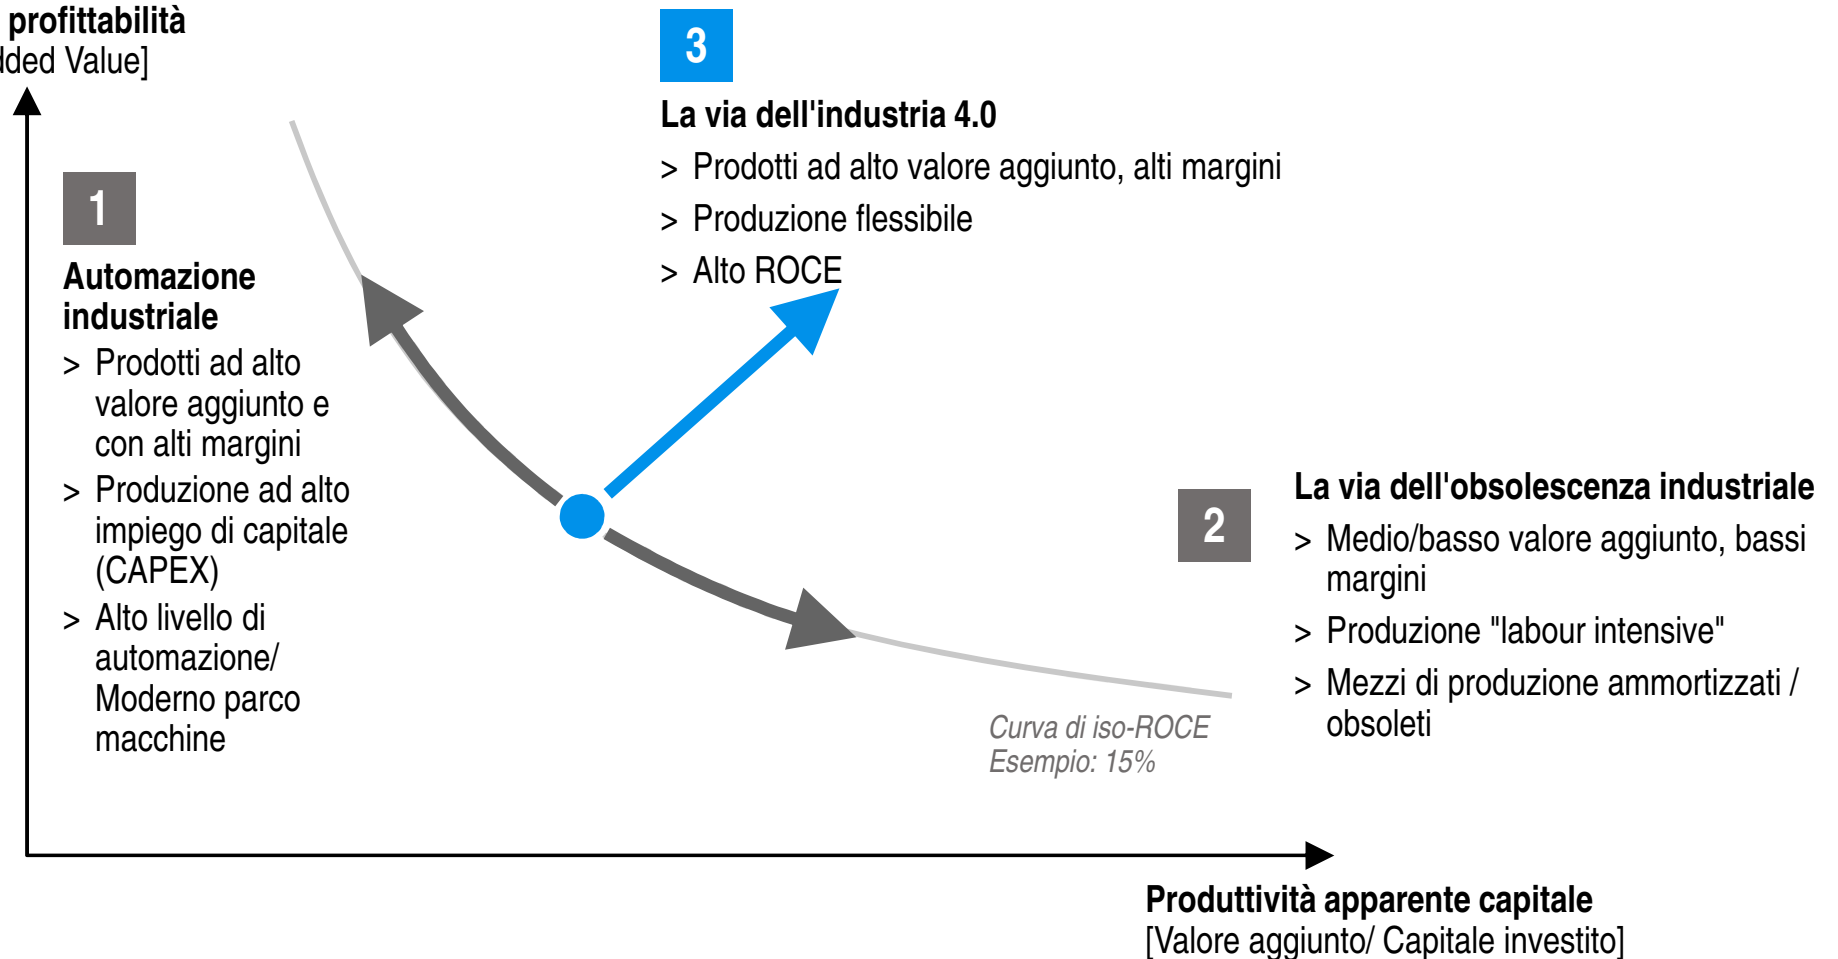 profittabilità
Value]
3
La via dell'industria 4.0
> Prodotti ad alto valore aggiunto, alti margini
> Produzione flessibile
> Alto ROCE
1
Automazione
industriale
> Prodotti ad alto
valore aggiunto e
con alti margini
> Produzione ad alto
impiego di capitale
(CAPEX)
> Alto livello di
automazione/
Moderno parco
macchine
2
La via dell'obsolescenza industriale
> Medio/basso valore aggiunto, bassi
margini
> Produzione "labour intensive"
> Mezzi di produzione ammortizzati /
obsoleti
Curva di iso-ROCE
Esempio: 15%
Produttività apparente capitale
[Valore aggiunto/ Capitale investito]